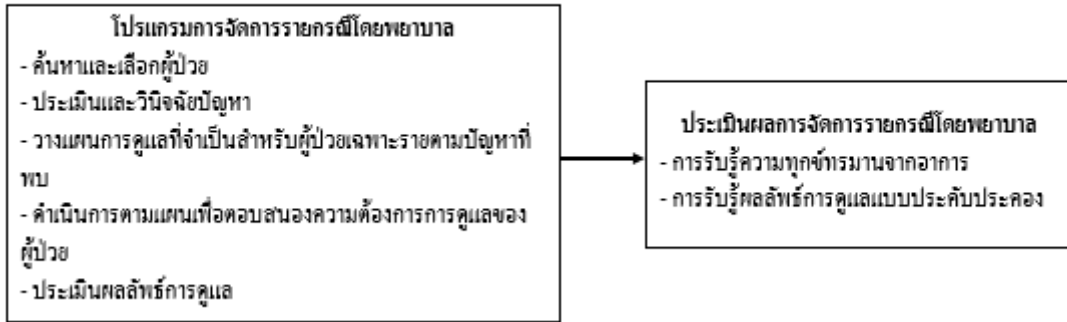 โปรแกรมการจัดการรายกรณีโดยพยาบาล
- ค้นหาและเลือกผู้ป่วย
- ประเมินและวินิจฉัยปัญหา
- วางแผนการดูแลที่จำเป็นสำหรับผู้ป่วยเฉพาะรายตามปัญหาที่
พบ
- ดำเนินการตามแผนเพื่อตอบสนองความต้องการการดูแลของ
ผู้ป่วย
- ประเมินผลลัพธ์การดูแล
ประเมินผลการจัดการรายกรณีโดยพยาบาล
- การรับรู้ความทุกข์ทรมานจากอาการ
- การรับรู้ผลลัพธ์การดูแลแบบประคับประคอง